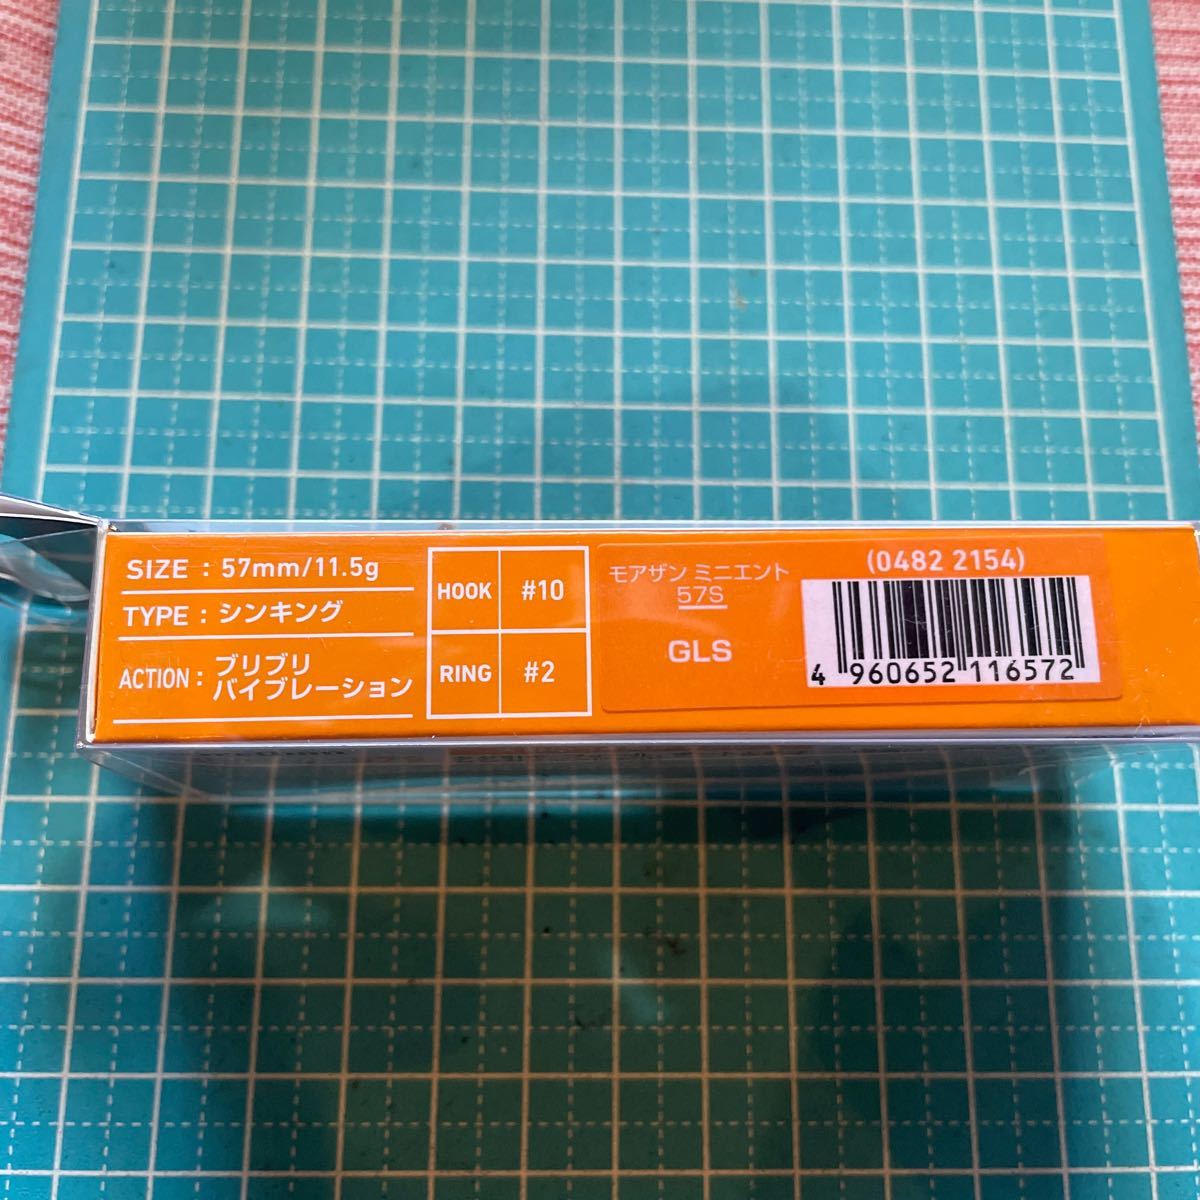 SIZE : 57mm/11.5g
TYPE : シンキング
ACTION : ブリブリ
バイブレーション
HOOK #10
RING #2
モアザン ミニエント
57S
GLS
(0482 2154)
4 960652 116572